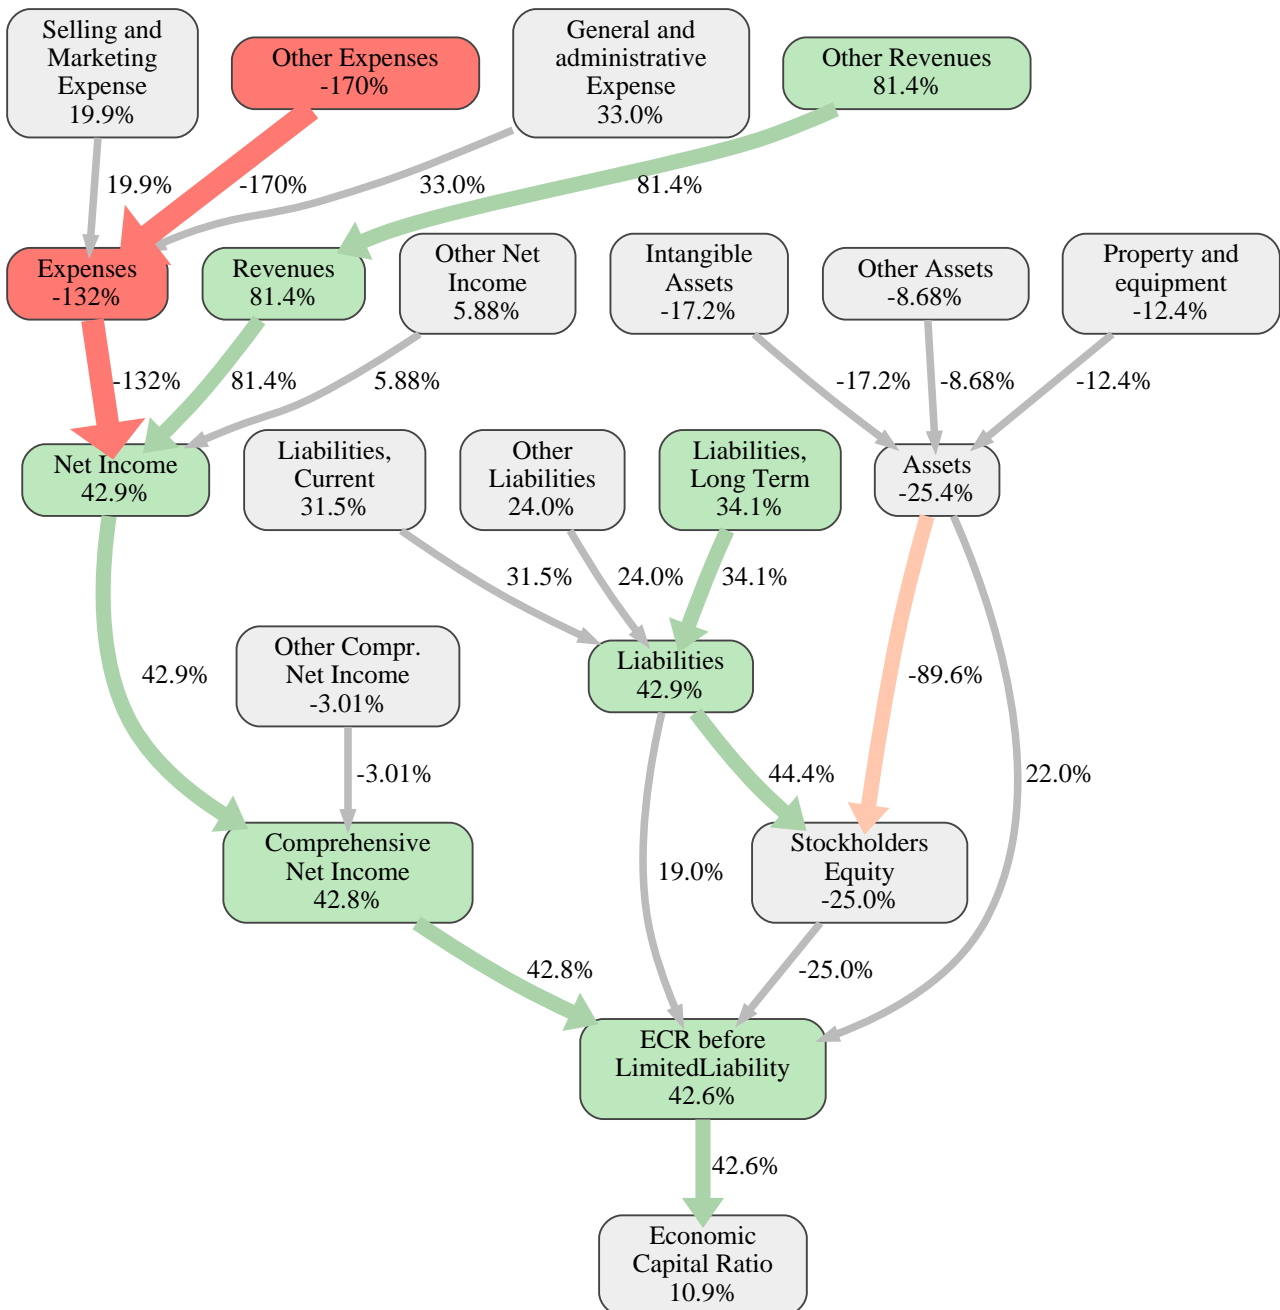 Selling and
Marketing
Expense
19.9%
Other Expenses
-170%
General and
administrative
Expense
33.0%
Other Revenues
81.4%
19.9%
-170%
33.0%
81.4%
Expenses
-132%
Revenues
81.4%
Other Net
Income
5.88%
Intangible
Assets
-17.2%
Other Assets
-8.68%
Property and
equipment
-12.4%
-132%
81.4%
5.88%
-17.2%
-8.68%
-12.4%
Net Income
42.9%
Liabilities,
Current
31.5%
Other
Liabilities
24.0%
Liabilities,
Long Term
34.1%
Assets
-25.4%
31.5%
24.0%
34.1%
42.9%
Other Compr.
Net Income
-3.01%
Liabilities
42.9%
-89.6%
-3.01%
44.4%
22.0%
Comprehensive
Net Income
42.8%
19.0%
Stockholders
Equity
-25.0%
42.8%
-25.0%
ECR before
LimitedLiability
42.6%
42.6%
Economic
Capital Ratio
10.9%